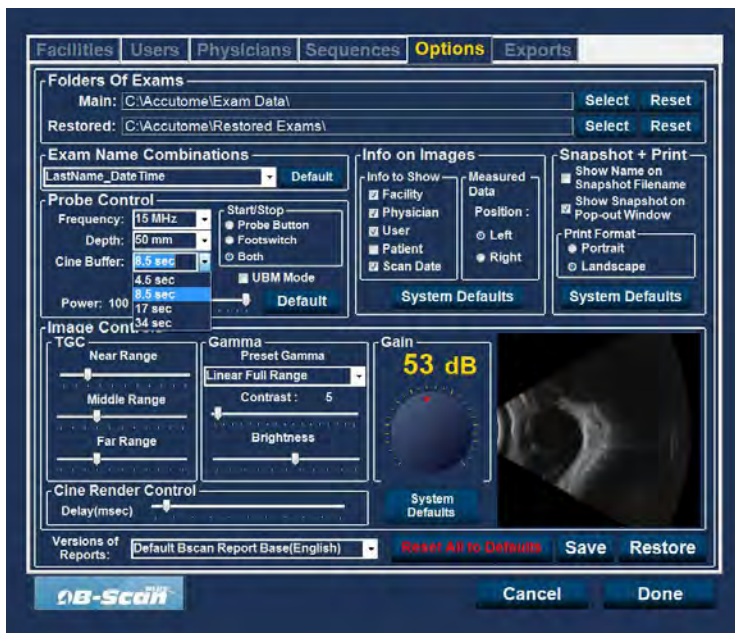 Facilities Users Physicians Sequences Options Exports
Folders Of Exams
Main: C:\Accutome\Exam Data\ Select Reset
Restored: C:\Accutome\Restored Exams\ Select Reset
Exam Name Combinations
LastName_DateTime Default
Probe Control
Frequency: 15 MHz
Depth: 50 mm
Cine Buffer: 8.5 sec
4.5 sec
8.5 sec
17 sec
34 sec
Power: 100
Start/Stop
Probe Button
Footswitch
Both
UBM Mode
Default
Info on Images
Info to Show
Facility
Physician
User
Patient
Scan Date
Measured
Data
Position :
Left
Right
System Defaults
Snapshot + Print
Show Name on
Snapshot Filename
Show Snapshot on
Pop-out Window
Print Format
Portrait
Landscape
System Defaults
Image Controls
TGC
Near Range
Middle Range
Far Range
Gamma
Preset Gamma
Linear Full Range
Contrast : 5
Brightness
Gain
53 dB
System
Defaults
Cine Render Control
Delay(msec)
Versions of
Reports:
Default Bscan Report Base(English)
Reset All to Defaults Save Restore
B-Scan
Cancel Done